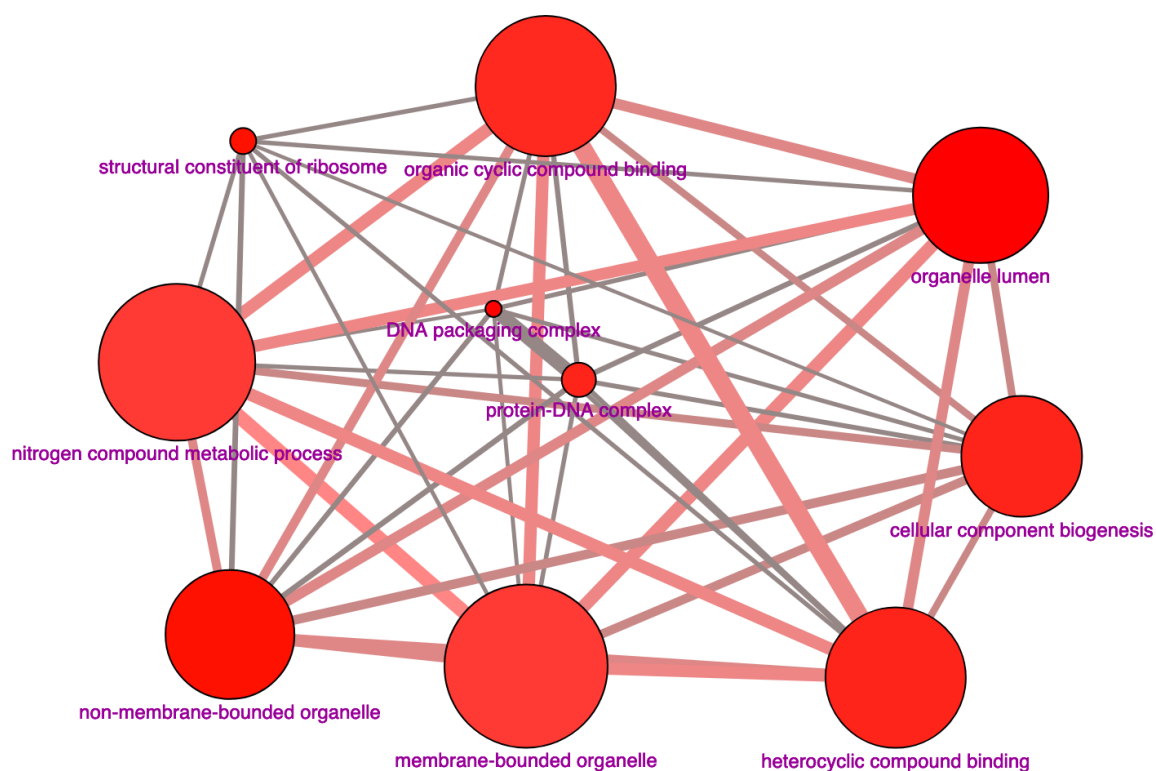 structural constituent of ribosome
organic cyclic compound binding
organelle lumen
DNA packaging complex
protein-DNA complex
nitrogen compound metabolic process
cellular component biogenesis
non-membrane-bounded organelle
membrane-bounded organelle
heterocyclic compound binding